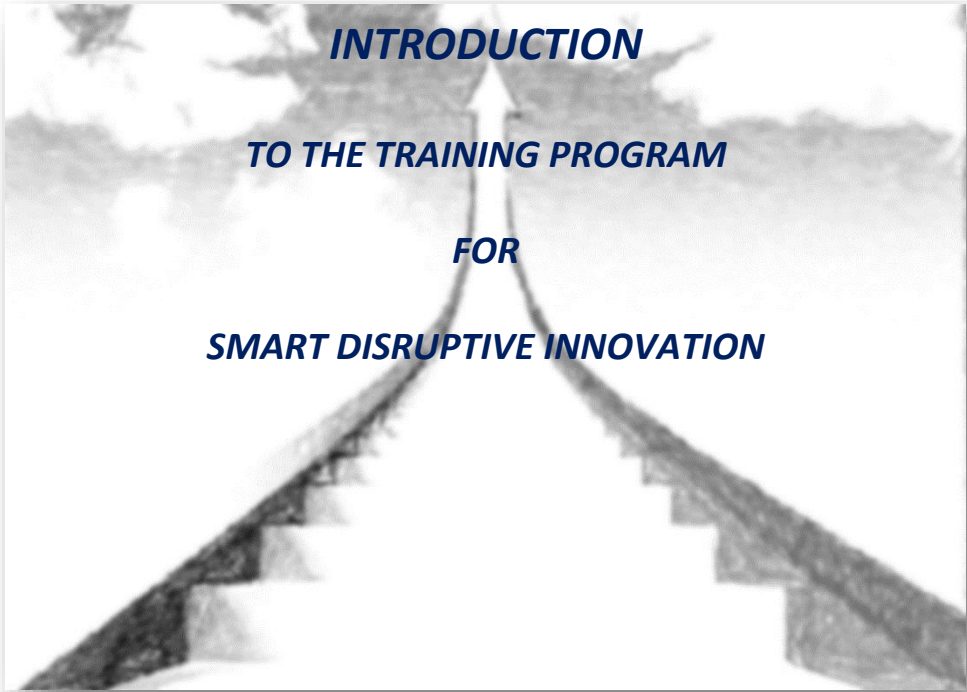 INTRODUCTION
TO THE TRAINING PROGRAM
FOR
SMART DISRUPTIVE INNOVATION